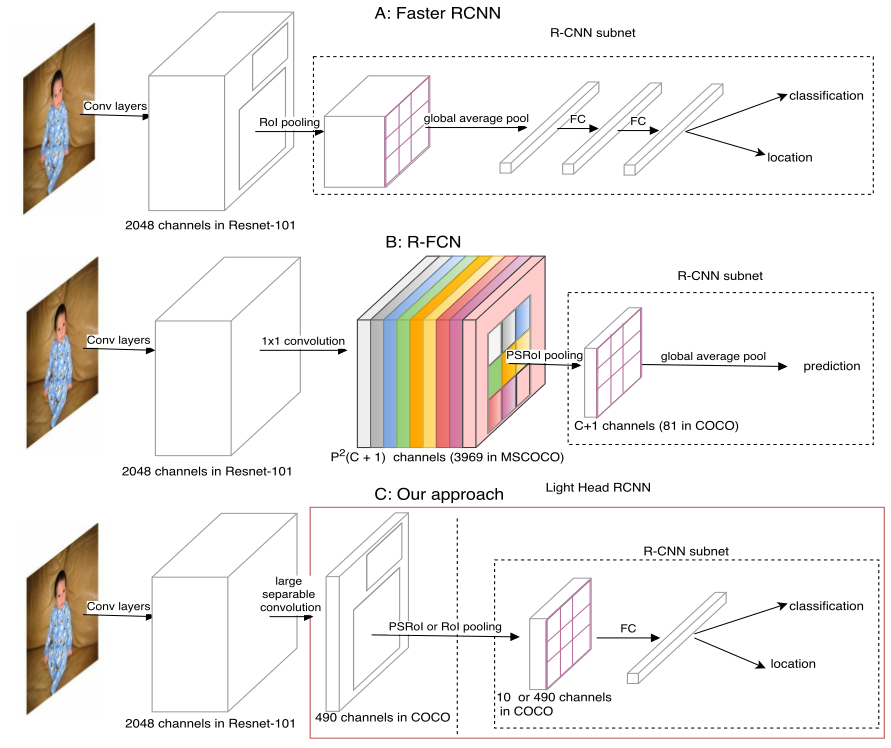 A: Faster RCNN
R-CNN subnet
Conv layers
RoI pooling
global average pool
FC
FC
classification
location
2048 channels in Resnet-101
B: R-FCN
R-CNN subnet
Conv layers
1x1 convolution
PSRoI pooling
global average pool
prediction
C+1 channels (81 in COCO)
P²(C + 1) channels (3969 in MSCOCO)
2048 channels in Resnet-101
C: Our approach
Light Head RCNN
R-CNN subnet
Conv layers
large
separable
convolution
PSRoI or RoI pooling
FC
classification
location
10 or 490 channels
in COCO
490 channels in COCO
2048 channels in Resnet-101